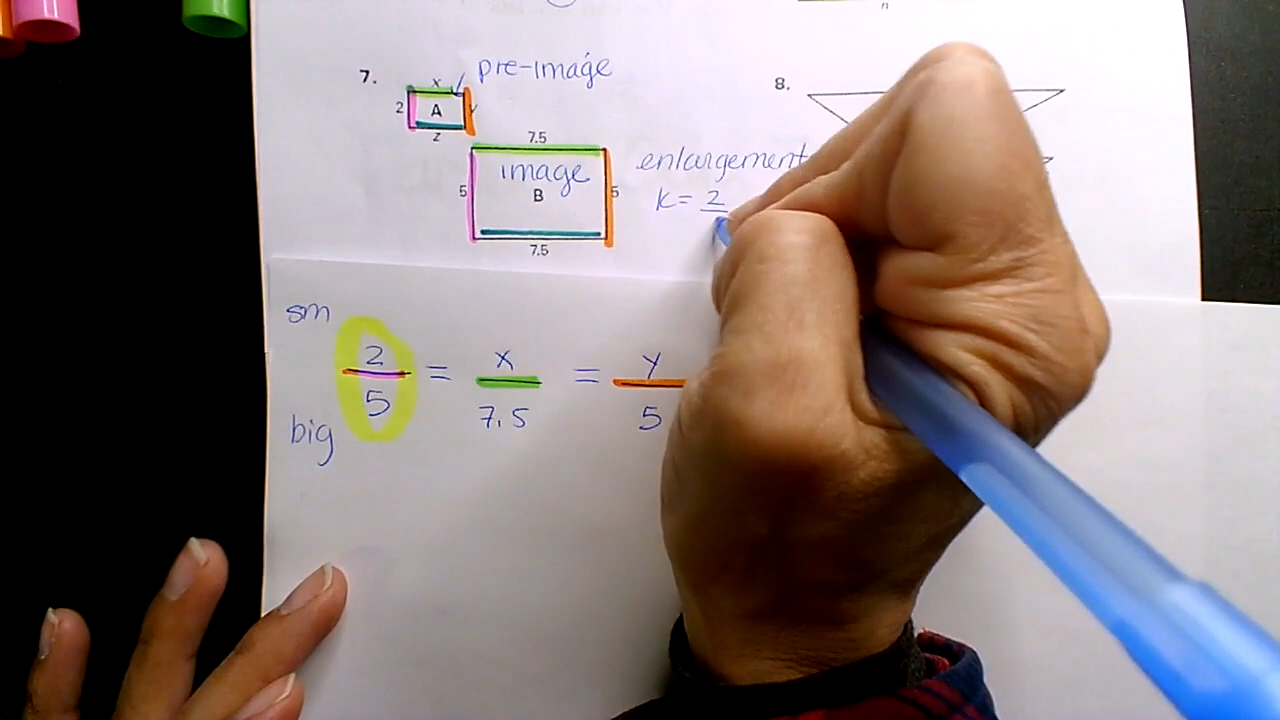 n
7.
pre-image
x
2 A y
z
8.
7.5
enlargement
image
5 B 5
k = 2
7.5
sm
2 = x = y
5 7.5 5
big